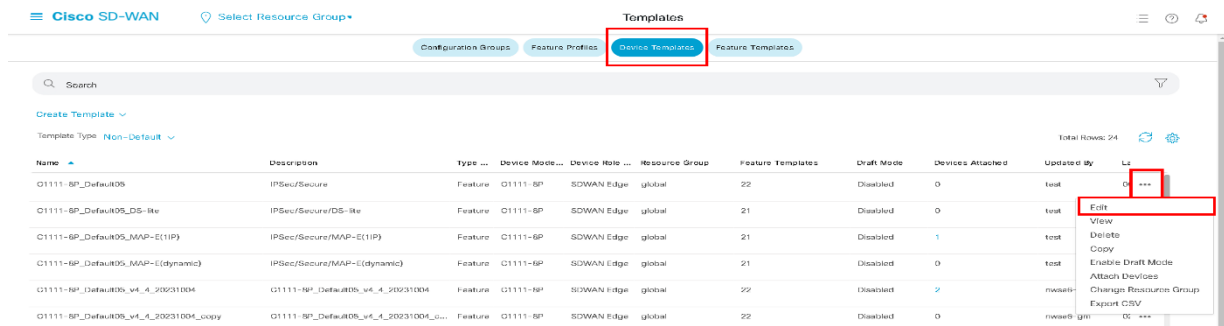 Cisco SD-WAN Select Resource Group Templates
Configuration Groups Feature Profiles Device Templates Feature Templates
Search
Create Template
Template Type Non-Default Total Rows: 24
Name Description Type ... Device Mode... Device Role ... Resource Group Feature Templates Draft Mode Devices Attached Updated By La
C1111-8P_Default05 IPSec/Secure Feature C1111-8P SDWAN Edge global 22 Disabled 0 test ...
C1111-8P_Default05_DS-lite IPSec/Secure/DS-lite Feature C1111-8P SDWAN Edge global 21 Disabled 0 test
C1111-8P_Default05_MAP-E(1IP) IPSec/Secure/MAP-E(1IP) Feature C1111-8P SDWAN Edge global 21 Disabled 1 test
C1111-8P_Default05_MAP-E(dynamic) IPSec/Secure/MAP-E(dynamic) Feature C1111-8P SDWAN Edge global 21 Disabled 0 test
C1111-8P_Default05_v4_4_20231004 C1111-8P_Default05_v4_4_20231004 Feature C1111-8P SDWAN Edge global 22 Disabled 2
C1111-8P_Default05_v4_4_20231004_copy C1111-8P_Default05_v4_4_20231004_c... Feature C1111-8P SDWAN Edge global 22 Disabled 0 ...
Edit
View
Delete
Copy
Enable Draft Mode
Attach Devices
Change Resource Group
Export CSV